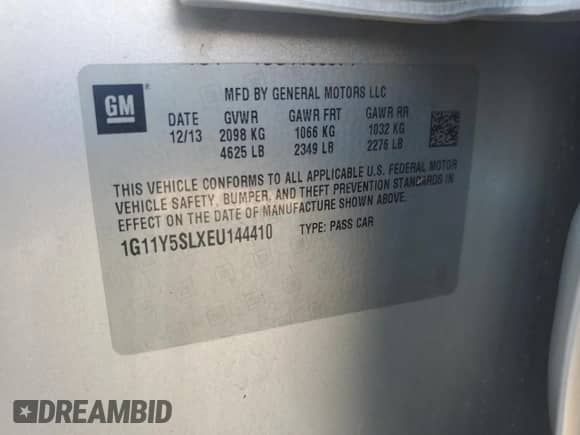 GM
MFD BY GENERAL MOTORS LLC
DATE GVWR GAWR FRT GAWR RR
12/13 2098 KG 1066 KG 1032 KG
4625 LB 2349 LB 2276 LB
THIS VEHICLE CONFORMS TO ALL APPLICABLE U.S. FEDERAL MOTOR
VEHICLE SAFETY, BUMPER, AND THEFT PREVENTION STANDARDS IN
EFFECT ON THE DATE OF MANUFACTURE SHOWN ABOVE.
1G11Y5SLXEU144410 TYPE: PASS CAR
DREAMBID